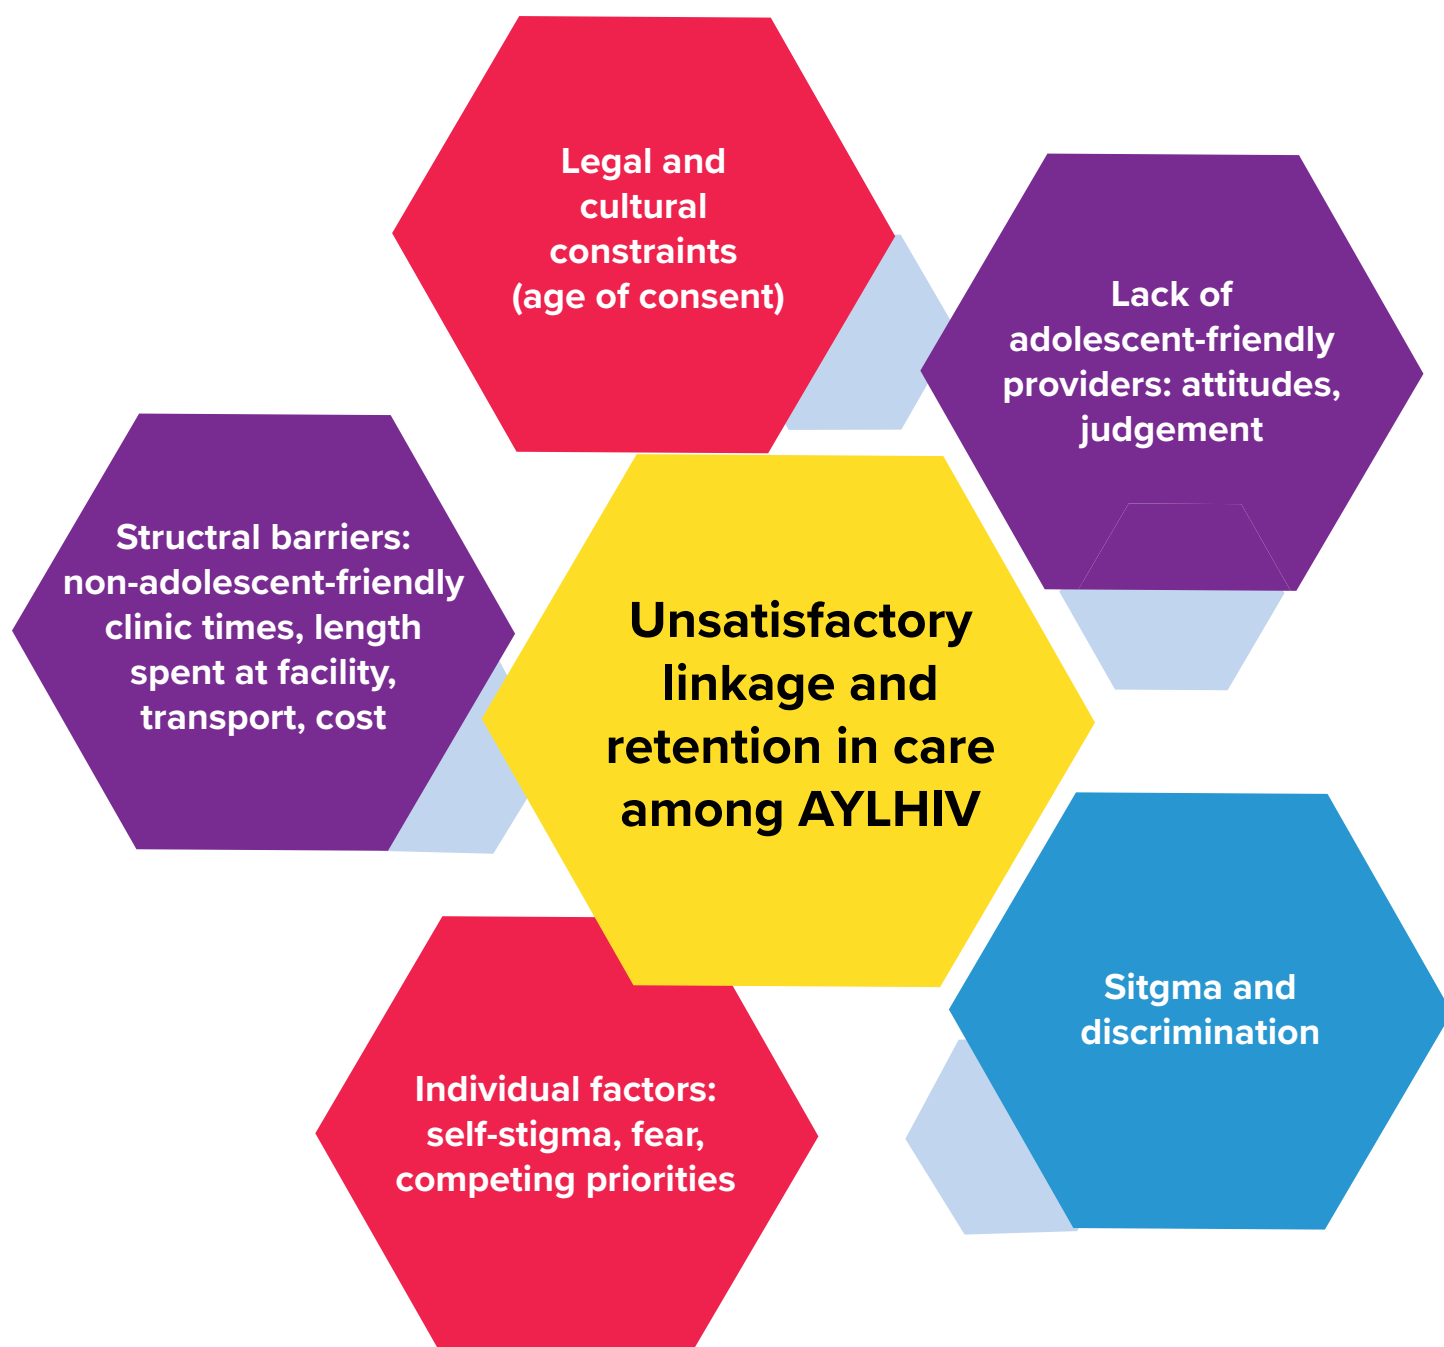 Legal and
cultural
constraints
(age of consent)
Lack of
adolescent-friendly
providers: attitudes,
judgement
Structral barriers:
non-adolescent-friendly
clinic times, length
spent at facility,
transport, cost
Unsatisfactory
linkage and
retention in care
among AYLHIV
Sitgma and
discrimination
Individual factors:
self-stigma, fear,
competing priorities